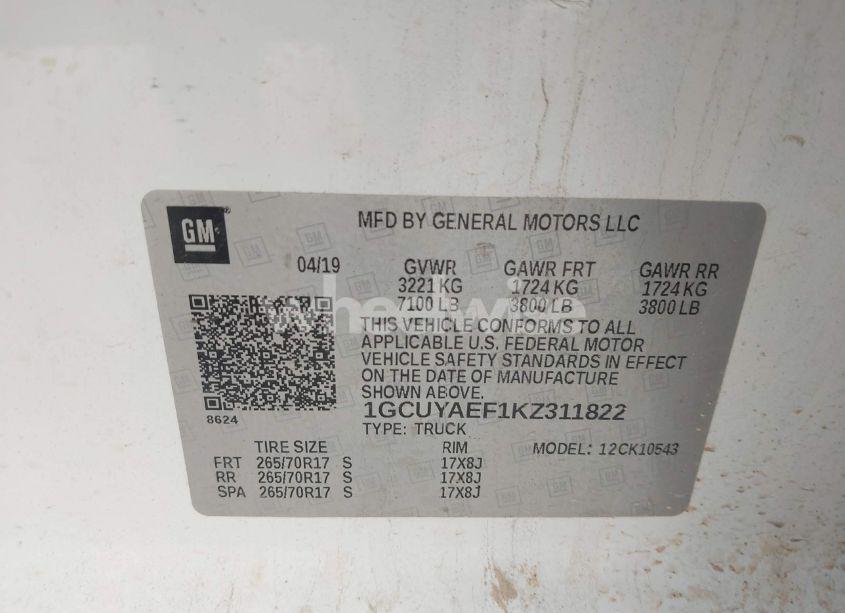 GM
MFD BY GENERAL MOTORS LLC
04/19 GVWR GAWR FRT GAWR RR
3221 KG 1724 KG 1724 KG
7100 LB 3800 LB 3800 LB
THIS VEHICLE CONFORMS TO ALL
APPLICABLE U.S. FEDERAL MOTOR
VEHICLE SAFETY STANDARDS IN EFFECT
ON THE DATE OF MANUFACTURE
SHOWN ABOVE.
8624
1GCUYAEF1KZ311822
TYPE: TRUCK
TIRE SIZE RIM MODEL: 12CK10543
FRT 265/70R17 S 17X8J
RR 265/70R17 S 17X8J
SPA 265/70R17 S 17X8J